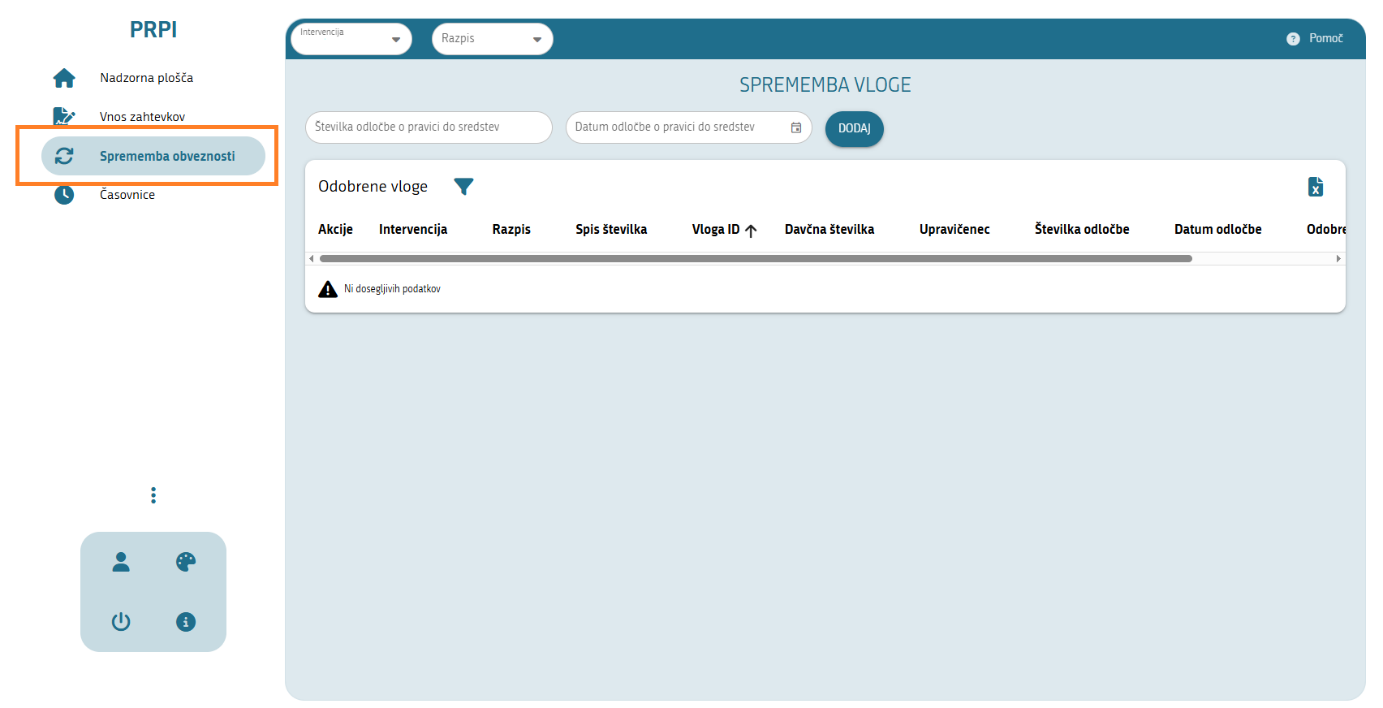 PRPI
Nadzorna plošča
Vnos zahtevkov
Sprememba obveznosti
Časovnice
Intervencija
Razpis
Pomoč
SPREMEMBA VLOGE
Številka odločbe o pravici do sredstev
Datum odločbe o pravici do sredstev
DODAJ
Odobrene vloge
Akcije Intervencija Razpis Spis številka Vloga ID Davčna številka Upravičenec Številka odločbe Datum odločbe Odobre
Ni dosegljivih podatkov